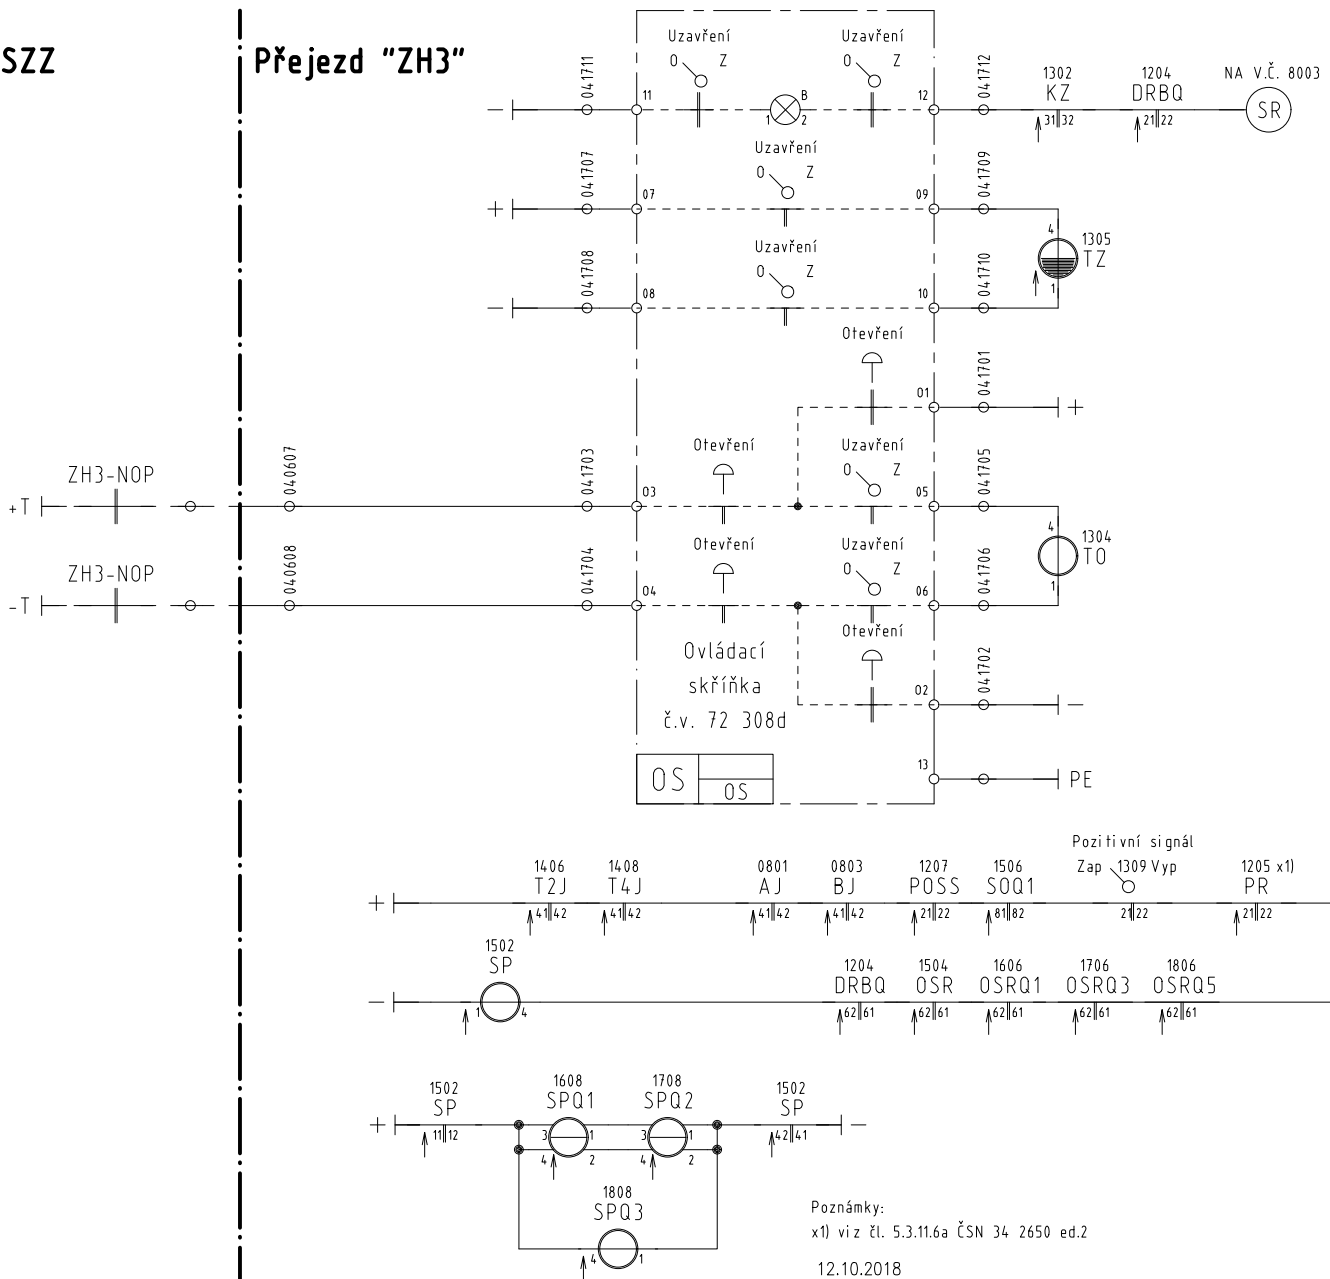 SZZ
Přejezd "ZH3"
Uzavření
O Z
Uzavření
O Z
041711
11
1 B 2
12
041712
1302
KZ
31 32
1204
DRBQ
21 22
NA V.Č. 8003
SR
-
Uzavření
O Z
+
041707
07
09
041709
4
1305
TZ
1
Uzavření
O Z
-
041708
08
10
041710
Otevření
01
041701
+
ZH3-NOP
+T
040607
041703
03
Otevření
Uzavření
O Z
05
041705
4
1304
TO
1
ZH3-NOP
-T
040608
041704
04
Otevření
Uzavření
O Z
06
041706
Otevření
02
041702
-
Ovládací
skříňka
č.v. 72 308d
OS
OS
13
PE
+
1406
T2J
41 42
1408
T4J
41 42
0801
AJ
41 42
0803
BJ
41 42
1207
POSS
21 22
1506
SOQ1
81 82
Pozitivní signál
Zap 1309 Vyp
21 22
1205 x1)
PR
21 22
-
1502
SP
1 4
1204
DRBQ
62 61
1504
OSR
62 61
1606
OSRQ1
62 61
1706
OSRQ3
62 61
1806
OSRQ5
62 61
+
1502
SP
11 12
1608
SPQ1
3 1
4 2
1708
SPQ2
3 1
4 2
1502
SP
42 41
-
1808
SPQ3
4 1
Poznámky:
x1) viz čl. 5.3.11.6a ČSN 34 2650 ed.2
12.10.2018